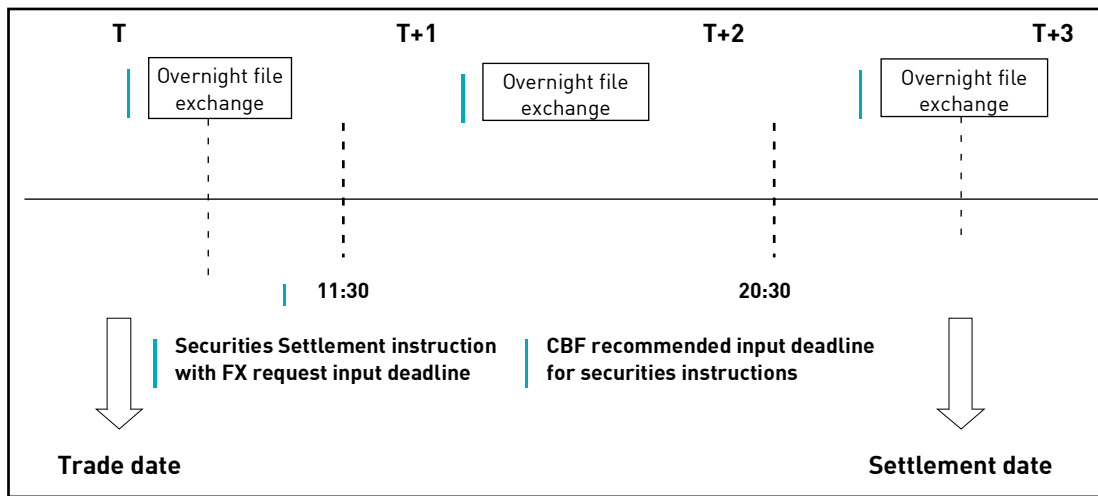 T
T+1
T+2
T+3
Overnight file
exchange
Overnight file
exchange
Overnight file
exchange
11:30
20:30
Securities Settlement instruction
with FX request input deadline
CBF recommended input deadline
for securities instructions
Trade date
Settlement date